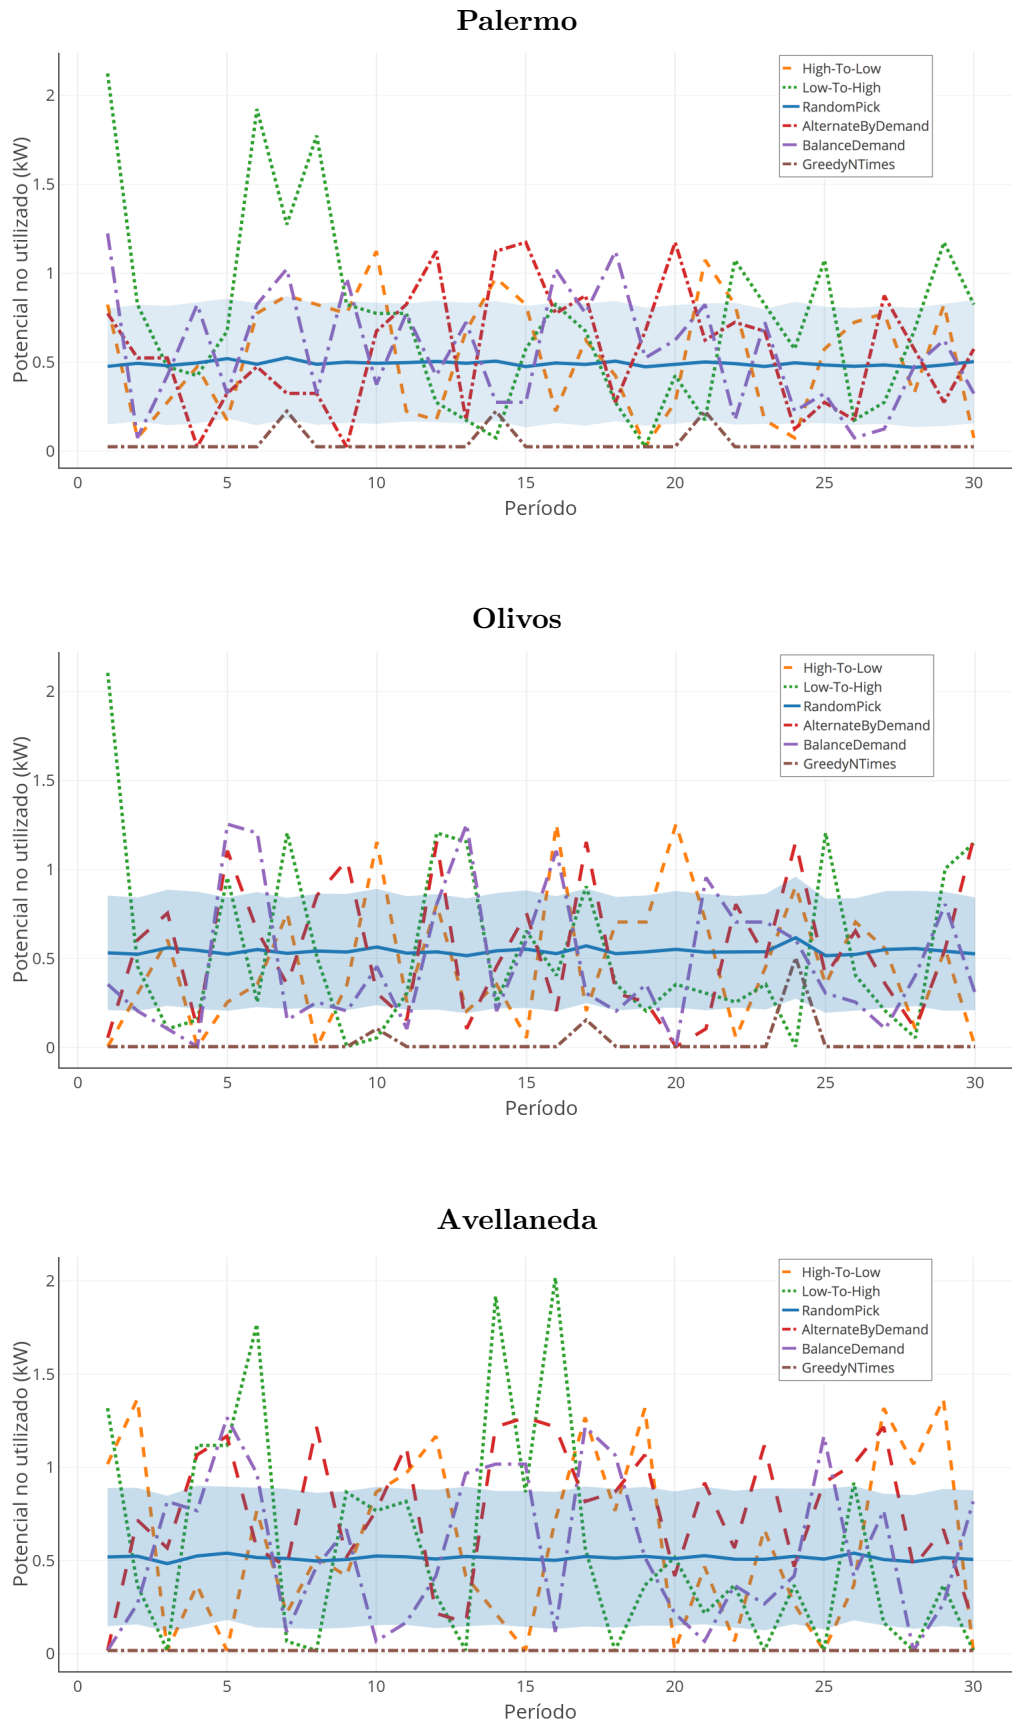 Palermo
High-To-Low
Low-To-High
RandomPick
AlternateByDemand
BalanceDemand
GreedyNTimes
Potencial no utilizado (kW)
2
1.5
1
0.5
0
0 5 10 15 20 25 30
Período
Olivos
High-To-Low
Low-To-High
RandomPick
AlternateByDemand
BalanceDemand
GreedyNTimes
Potencial no utilizado (kW)
2
1.5
1
0.5
0
0 5 10 15 20 25 30
Período
Avellaneda
High-To-Low
Low-To-High
RandomPick
AlternateByDemand
BalanceDemand
GreedyNTimes
Potencial no utilizado (kW)
2
1.5
1
0.5
0
0 5 10 15 20 25 30
Período